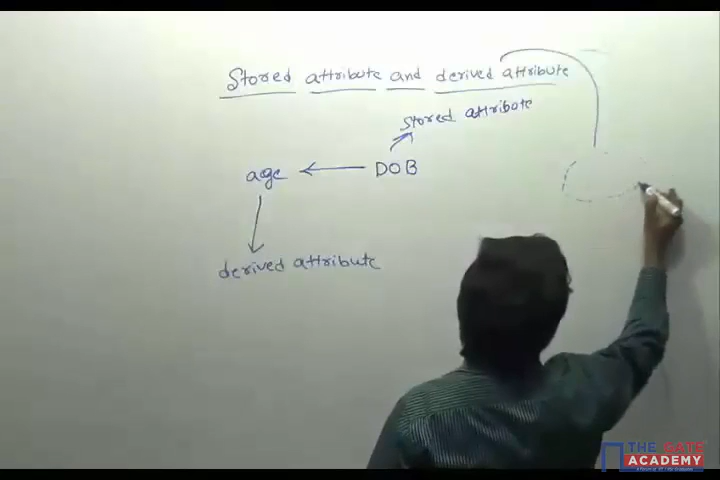 Stored attribute and derived attribute
Stored attribute
age DOB
derived attribute
THE GATE
ACADEMY